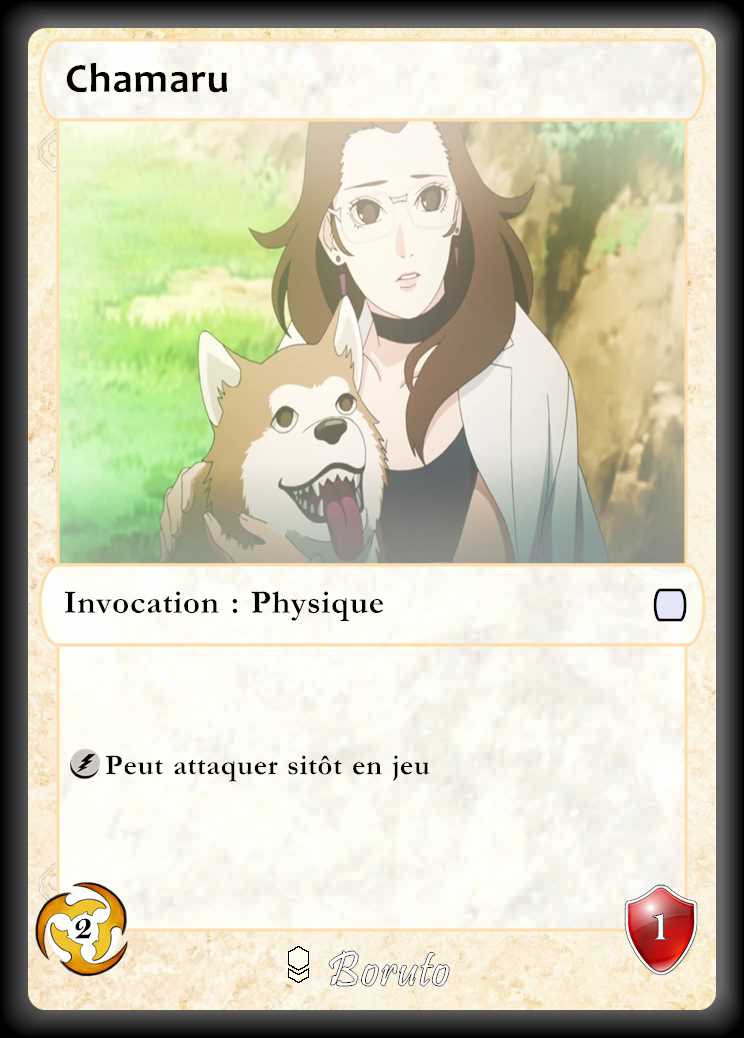 Chamaru
Invocation : Physique
Peut attaquer sitôt en jeu
2
1
Boruto